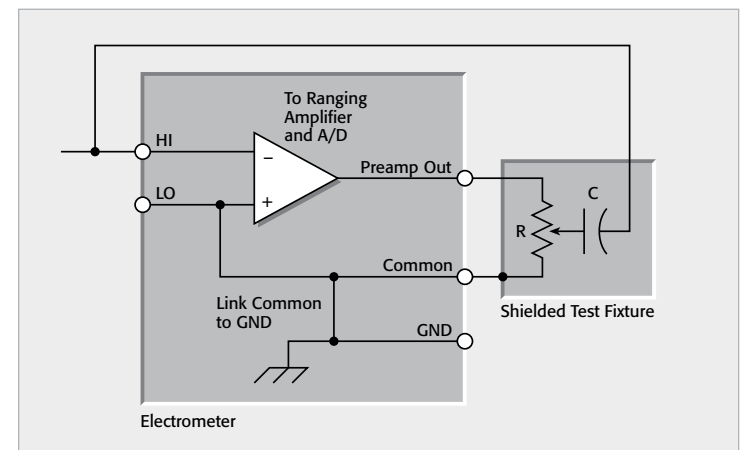 To Ranging
Amplifier
and A/D
HI
−
Preamp Out
LO
+
C
R
Common
Link Common
to GND
Shielded Test Fixture
GND
Electrometer